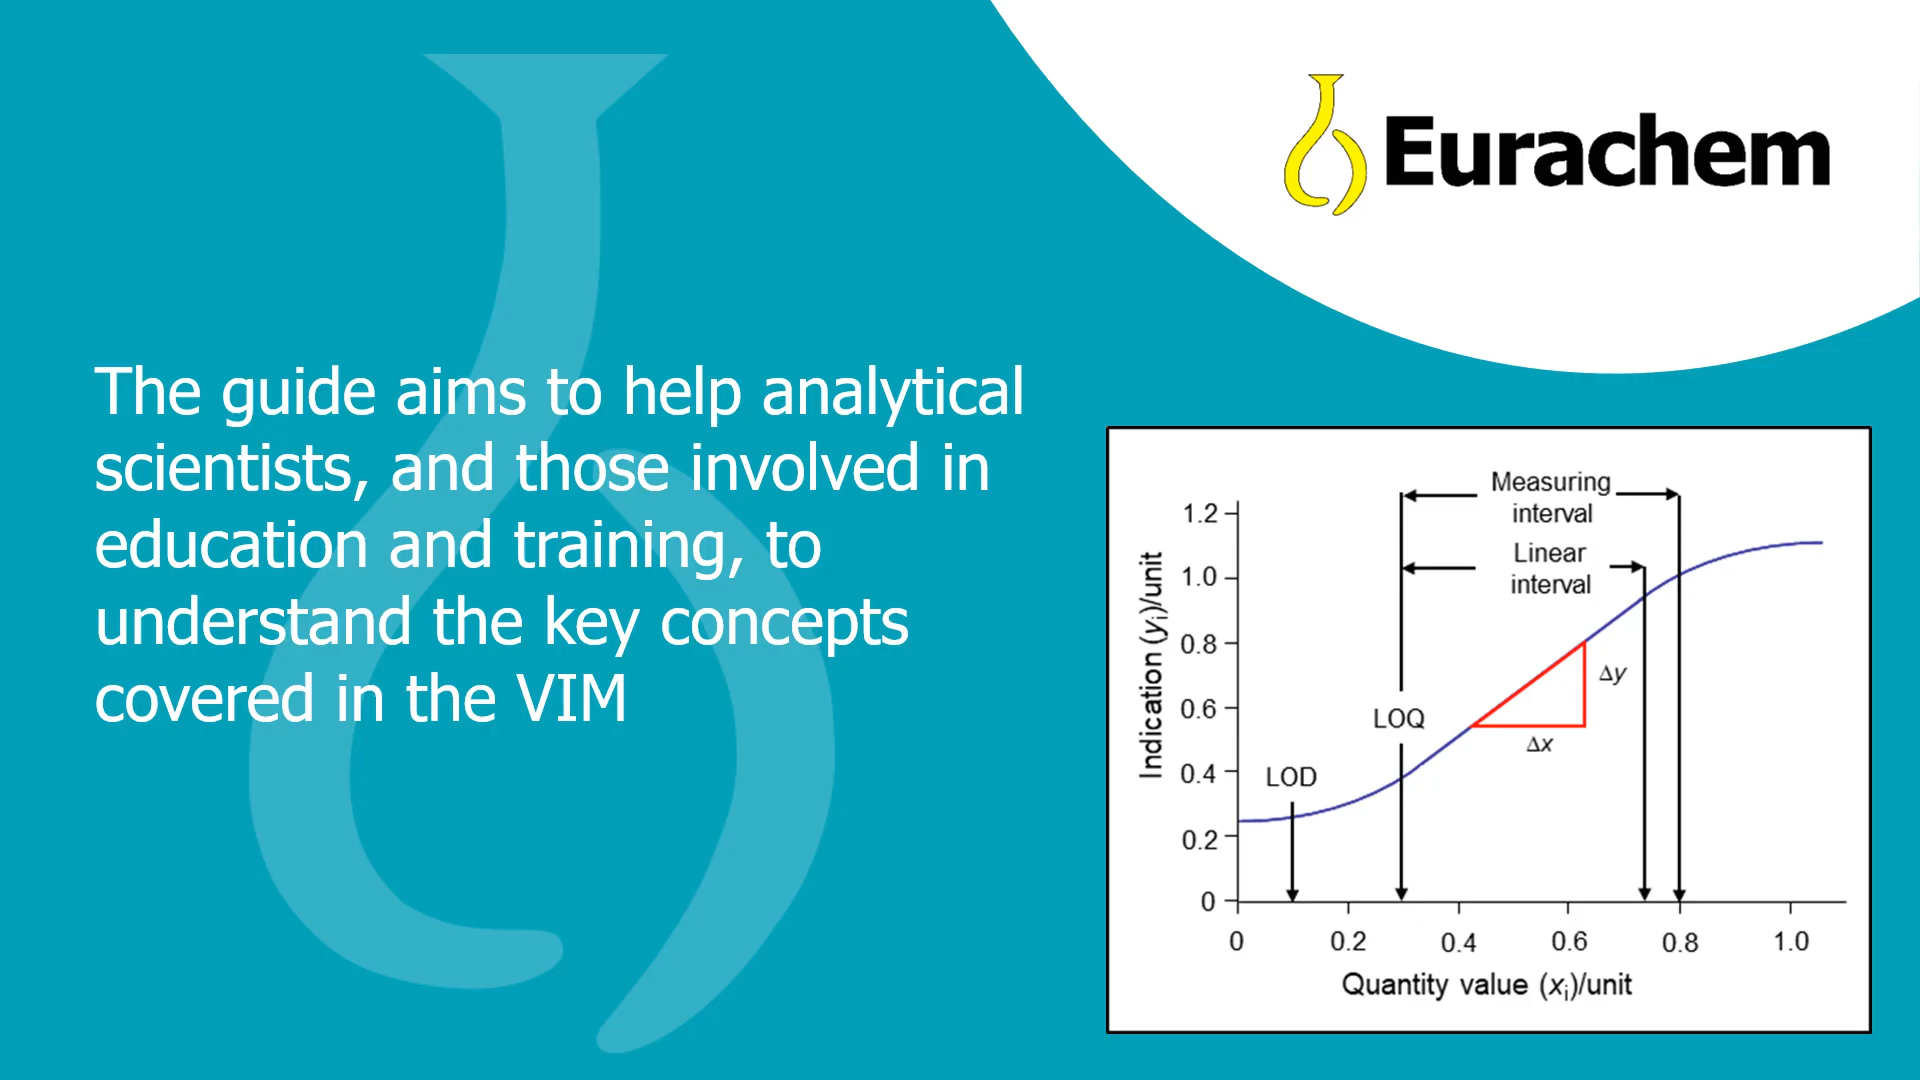 Eurachem
The guide aims to help analytical
scientists, and those involved in
education and training, to
understand the key concepts
covered in the VIM
Measuring
interval
Linear
interval
1.2
1.0
0.8
0.6
0.4
0.2
0
Indication (yi)/unit
LOD
LOQ
Δy
Δx
0 0.2 0.4 0.6 0.8 1.0
Quantity value (xi)/unit